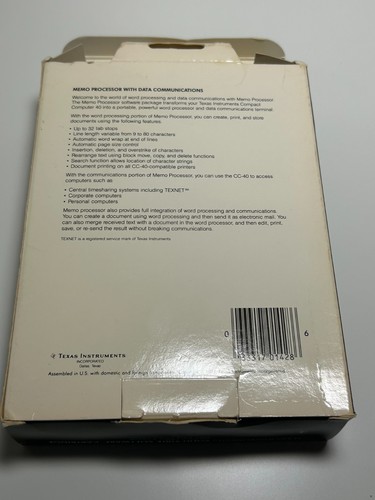 MEMO PROCESSOR WITH DATA COMMUNICATIONS
Welcome to the world of word processing and data communications with Memo Processor.
The Memo Processor software package transforms your Texas Instruments Compact
Computer 40 into a portable, powerful word processor and data communications terminal.
With the word processing portion of Memo Processor, you can create, print, and store
documents using the following features.
• Up to 32 tab stops
• Line length variable from 9 to 80 characters
• Automatic word wrap at end of lines
• Automatic page size control
• Insertion, deletion, and overstrike of characters
• Rearrange text using block move, copy, and delete functions
• Search function allows location of character strings
• Document printing on all CC-40-compatible printers
With the communications portion of Memo Processor, you can use the CC-40 to access
computers such as
• Central timesharing systems including TEXNET™
• Corporate computers
• Personal computers
Memo processor also provides full integration of word processing and communications.
You can create a document using word processing and then send it as electronic mail. You
can also merge received text with a document in the word processor, and then edit, print,
save, or re-send the result without breaking communications.
TEXNET is a registered service mark of Texas Instruments.
0
6
01428
TEXAS INSTRUMENTS
INCORPORATED
Dallas, Texas
Assembled in U.S. with domestic and foreign